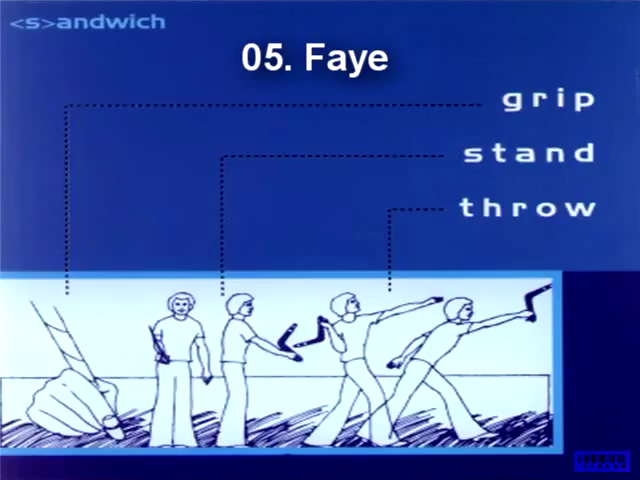 <s>andwich
05. Faye
grip
stand
throw